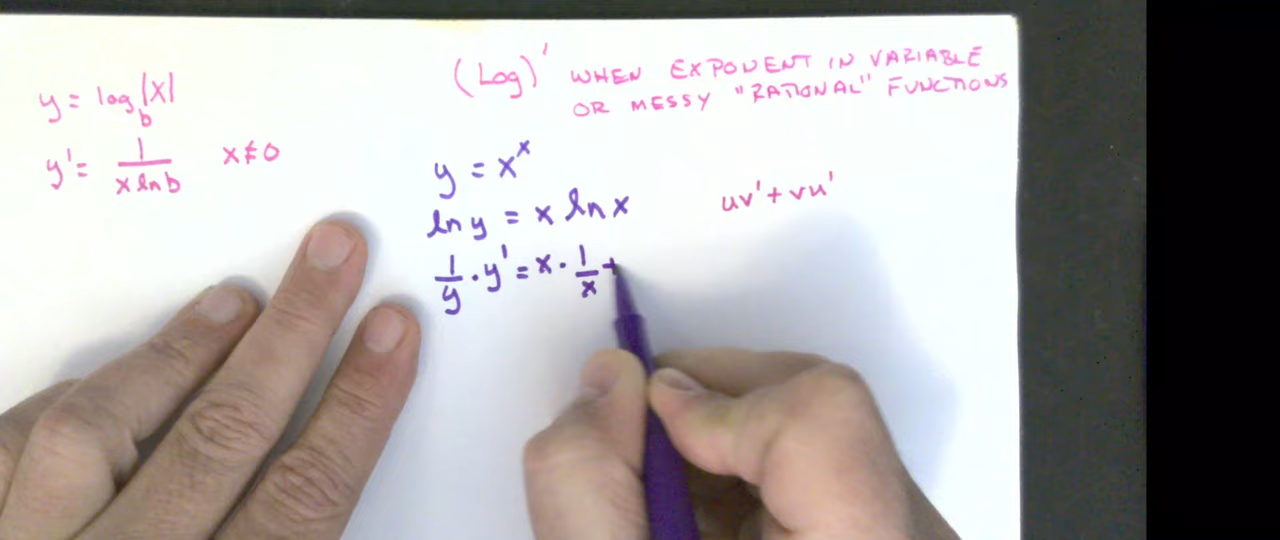 y = log_b |x|
y' = 1/(x ln b)   x ≠ 0
(Log)' WHEN EXPONENT IN VARIABLE
OR MESSY "RATIONAL" FUNCTIONS
y = x^x
ln y = x ln x   uv' + vu'
1/y · y' = x · 1/x +